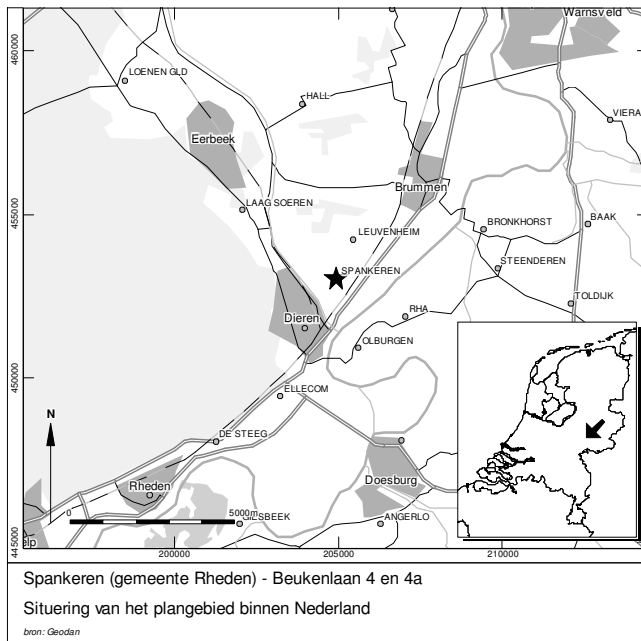 Warnsveld
460000
LOENEN GLD
HALL
VIERA
Eerbeek
Brummen
455000
LAAG SOEREN
BRONKHORST
BAAK
LEUVENHEIM
STEENDEREN
SPANKEREN
TOLDIJK
RHA
Dieren
OLBURGEN
450000
ELLECOM
N
DE STEEG
Doesburg
Rheden
0
5000m
ANGERLO
445000
200000
205000
210000
Spankeren (gemeente Rheden) - Beukenlaan 4 en 4a
Situering van het plangebied binnen Nederland
bron: Geodan